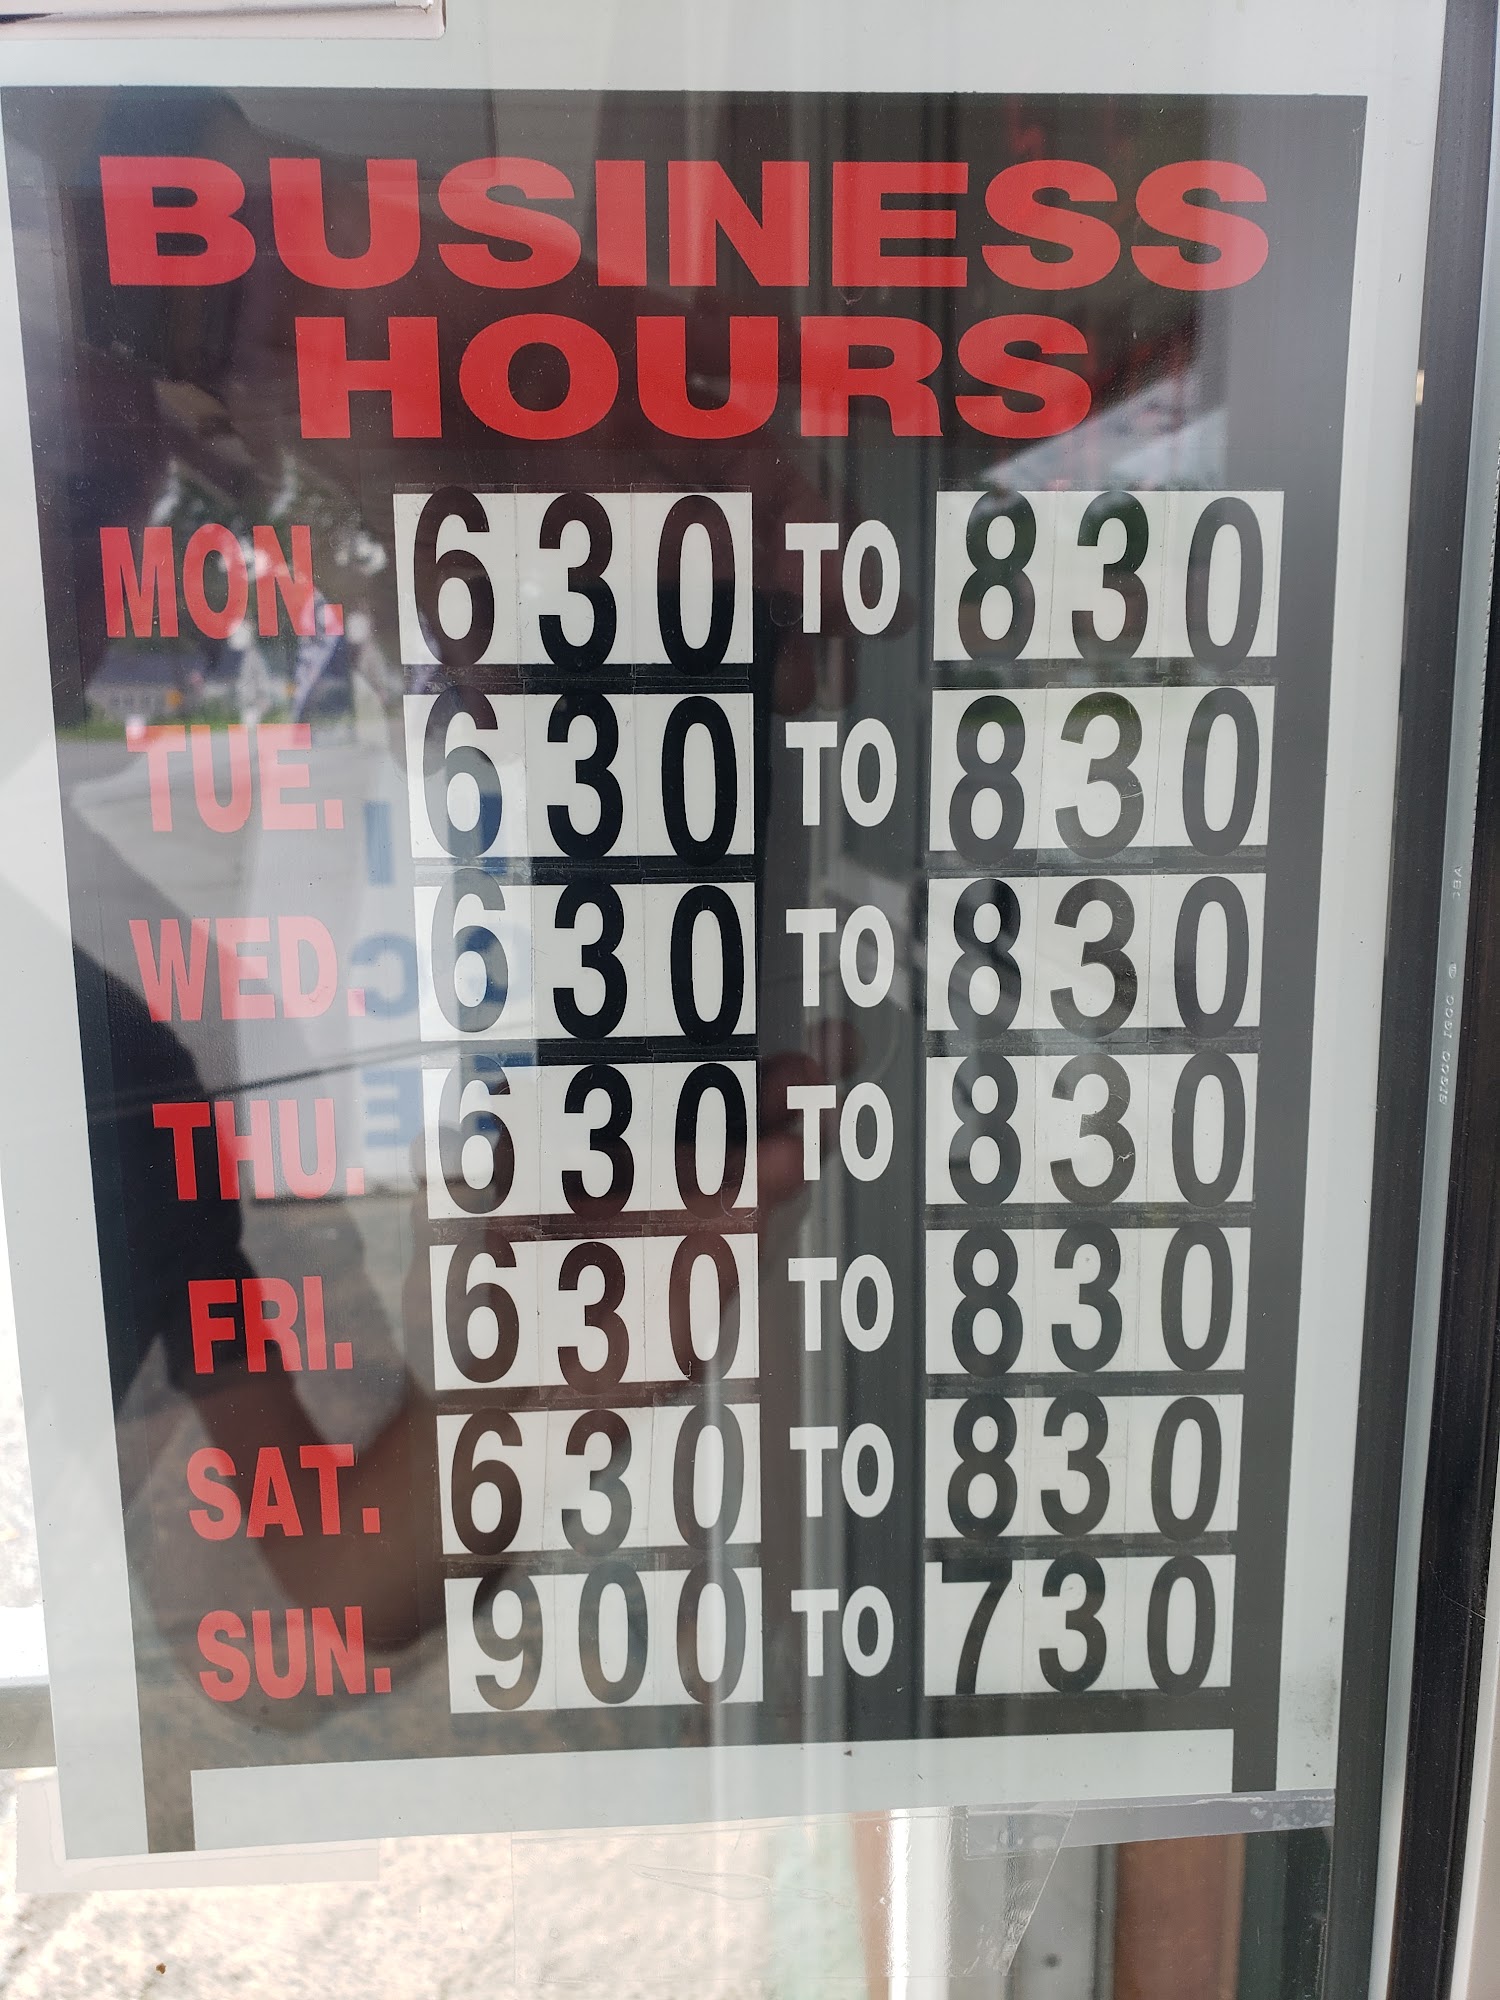 BUSINESS
HOURS
MON. 630 TO 830
TUE. 630 TO 830
WED. 630 TO 830
THU. 630 TO 830
FRI. 630 TO 830
SAT. 630 TO 830
SUN. 900 TO 730
ICE